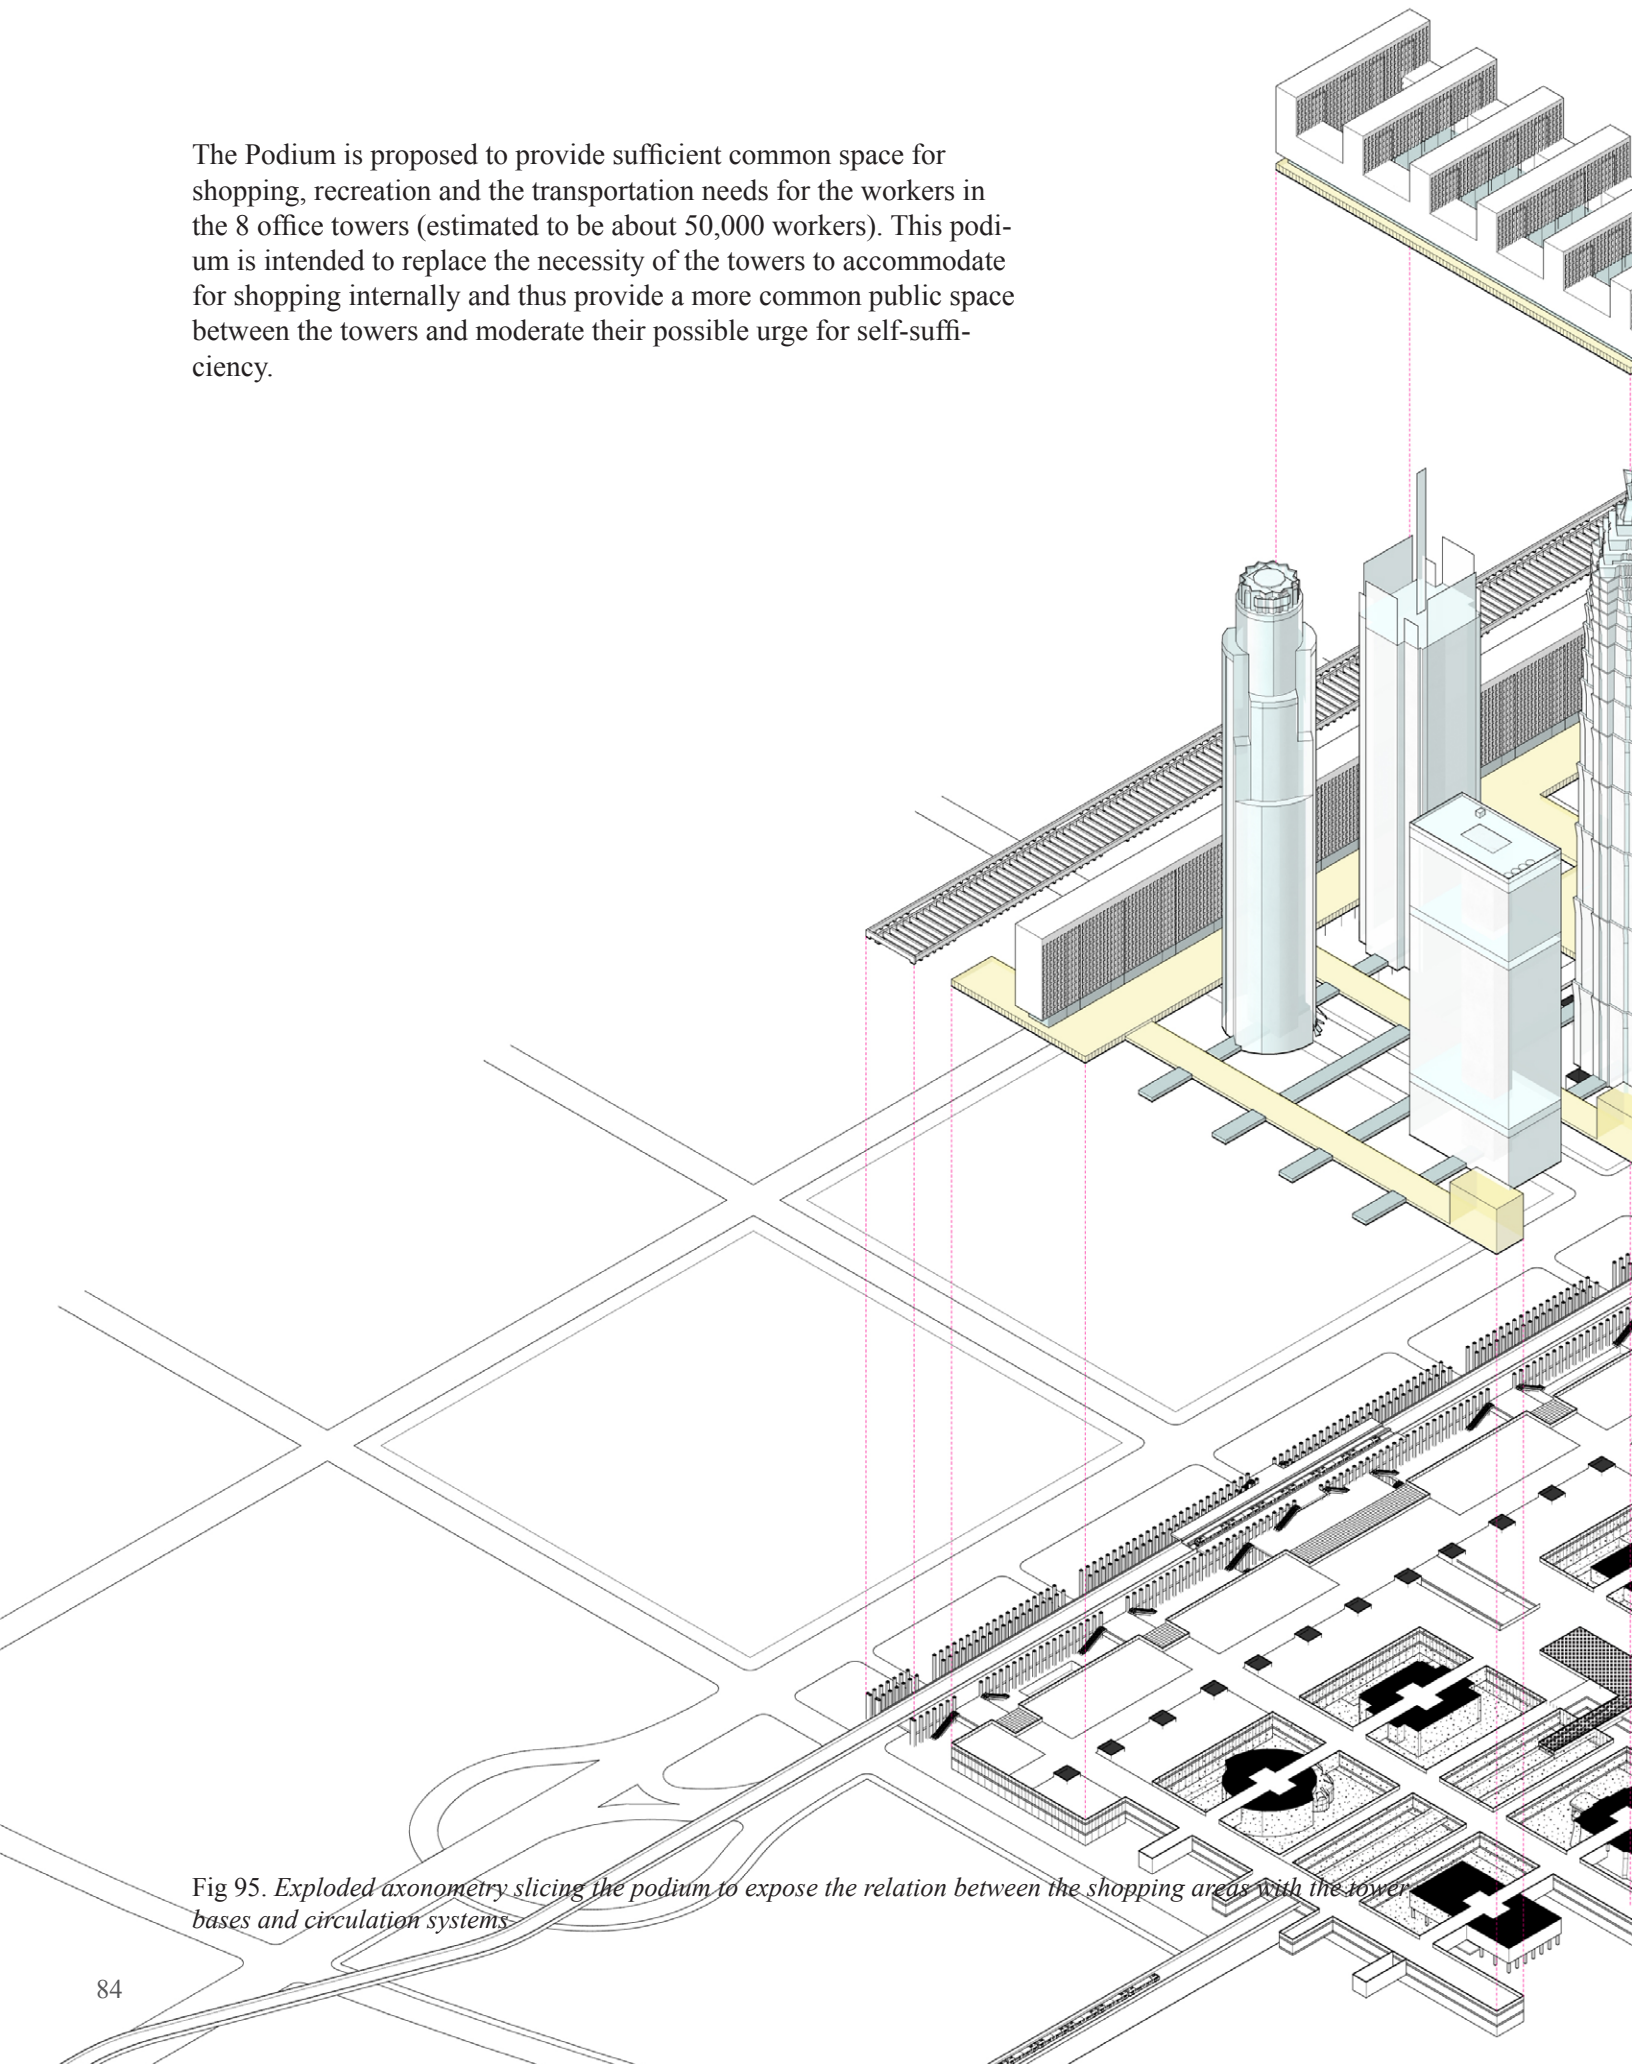 The Podium is proposed to provide sufficient common space for
shopping, recreation and the transportation needs for the workers in
the 8 office towers (estimated to be about 50,000 workers). This podi-
um is intended to replace the necessity of the towers to accommodate
for shopping internally and thus provide a more common public space
between the towers and moderate their possible urge for self-suffi-
ciency.
Fig 95. Exploded axonometry slicing the podium to expose the relation between the shopping areas with the tower
bases and circulation systems
84